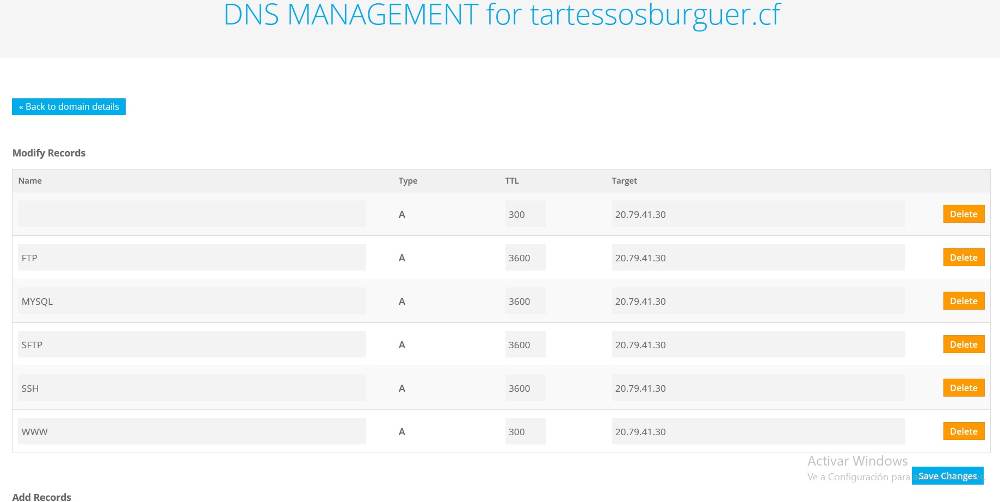 DNS MANAGEMENT for tartessosburguer.cf
« Back to domain details
Modify Records
Name Type TTL Target
A 300 20.79.41.30 Delete
FTP A 3600 20.79.41.30 Delete
MYSQL A 3600 20.79.41.30 Delete
SFTP A 3600 20.79.41.30 Delete
SSH A 3600 20.79.41.30 Delete
WWW A 300 20.79.41.30 Delete
Activar Windows
Ve a Configuración para activar Windows.
Save Changes
Add Records